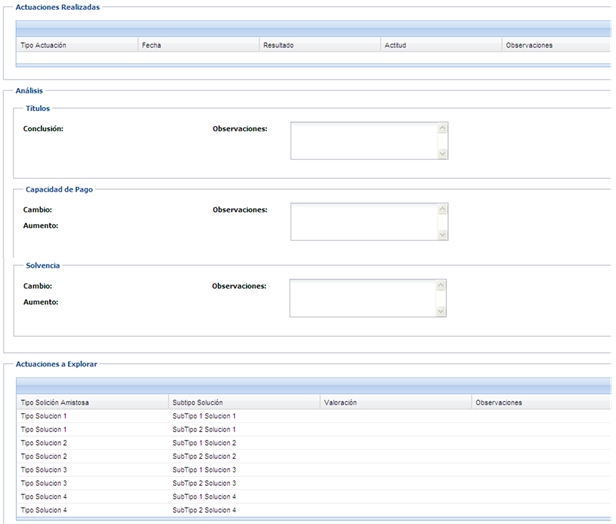 Actuaciones Realizadas
Tipo Actuación Fecha Resultado Actitud Observaciones
Análisis
Títulos
Conclusión: Observaciones:
Capacidad de Pago
Cambio: Observaciones:
Aumento:
Solvencia
Cambio: Observaciones:
Aumento:
Actuaciones a Explorar
Tipo Solición Amistosa Subtipo Solución Valoración Observaciones
Tipo Solucion 1 SubTipo 1 Solucion 1
Tipo Solucion 1 SubTipo 2 Solucion 1
Tipo Solucion 2 SubTipo 1 Solucion 2
Tipo Solucion 2 SubTipo 2 Solucion 2
Tipo Solucion 3 SubTipo 1 Solucion 3
Tipo Solucion 3 SubTipo 2 Solucion 3
Tipo Solucion 4 SubTipo 1 Solucion 4
Tipo Solucion 4 SubTipo 2 Solucion 4